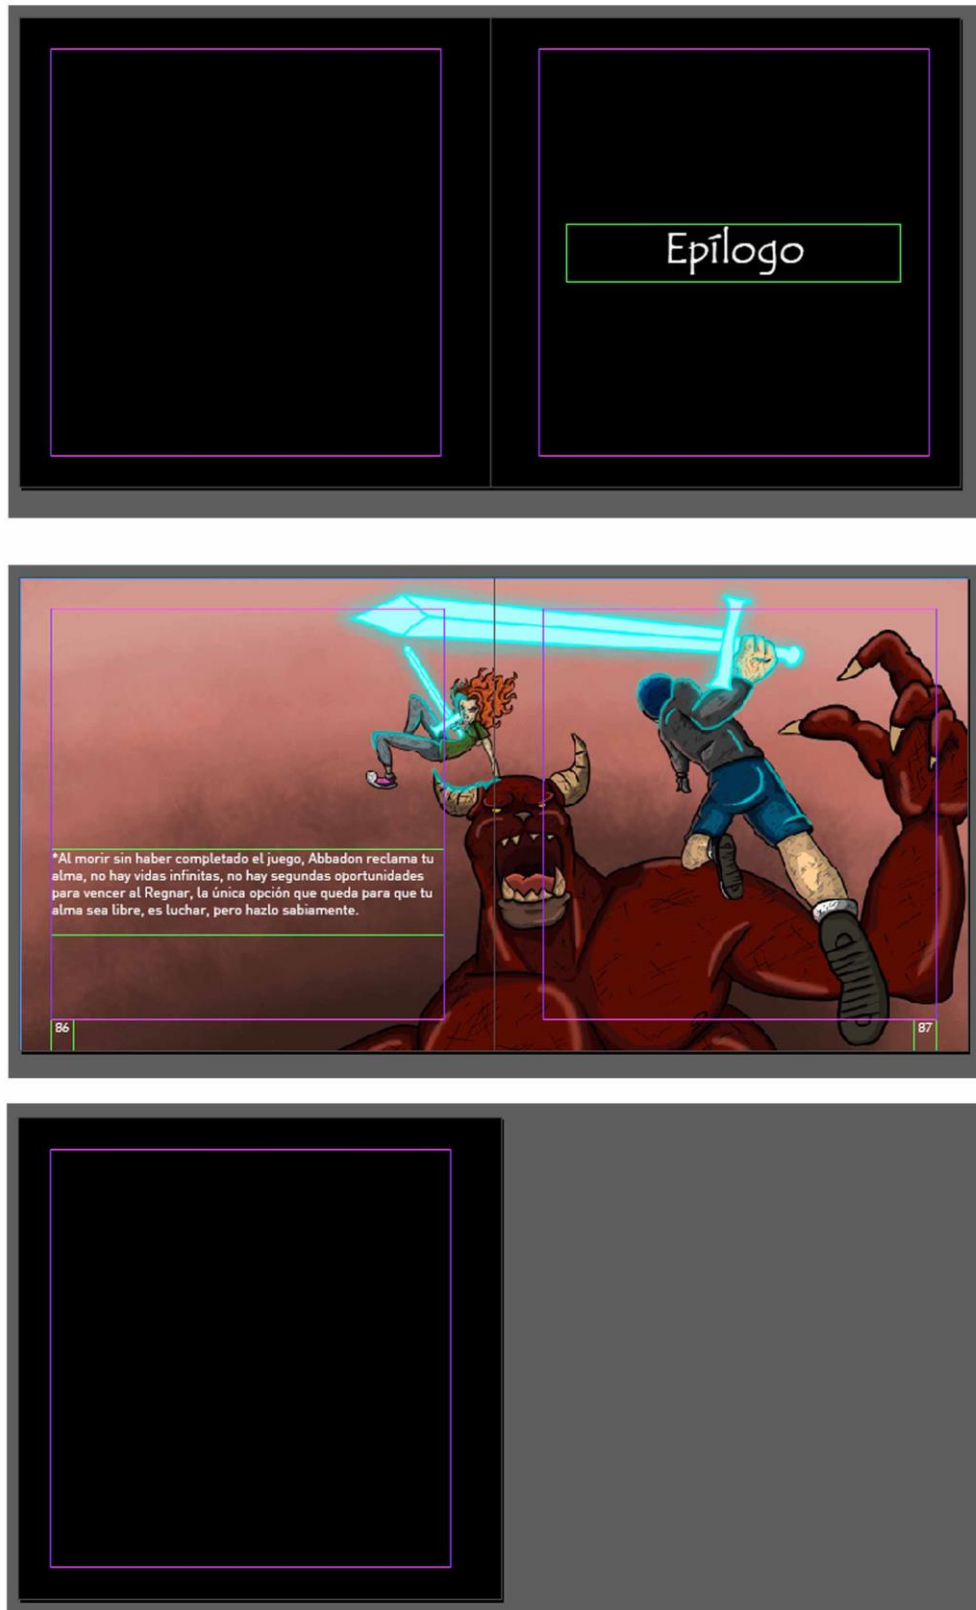 Epílogo
*Al morir sin haber completado el juego, Abbadon reclama tu
alma, no hay vidas infinitas, no hay segundas oportunidades
para vencer al Regnar, la única opción que queda para que tu
alma sea libre, es luchar, pero hazlo sabiamente.
86
87